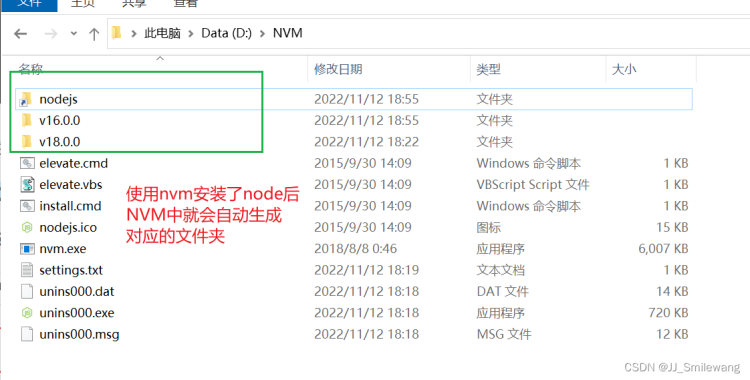 文件 主页 共享 查看
此电脑 > Data (D:) > NVM
名称 修改日期 类型 大小
nodejs 2022/11/12 18:55 文件夹
v16.0.0 2022/11/12 18:55 文件夹
v18.0.0 2022/11/12 18:22 文件夹
elevate.cmd 2015/9/30 14:09 Windows 命令脚本 1 KB
elevate.vbs 2015/9/30 14:09 VBScript Script 文件 1 KB
install.cmd 2015/9/30 14:09 Windows 命令脚本 1 KB
nodejs.ico 2015/9/30 14:09 图标 15 KB
nvm.exe 2018/8/8 0:46 应用程序 6,007 KB
settings.txt 2022/11/12 18:19 文本文档 1 KB
unins000.dat 2022/11/12 18:18 DAT 文件 14 KB
unins000.exe 2022/11/12 18:18 应用程序 720 KB
unins000.msg 2022/11/12 18:18 MSG 文件 12 KB
使用nvm安装了node后
NVM中就会自动生成
对应的文件夹
CSDN @JJ_Smilewang